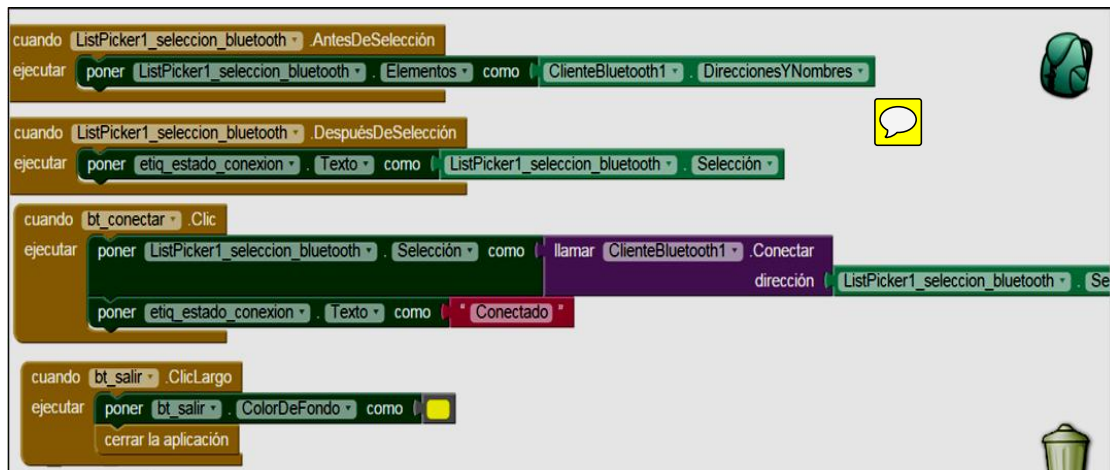 cuando ListPicker1_seleccion_bluetooth .AntesDeSelección
ejecutar poner ListPicker1_seleccion_bluetooth . Elementos como ClienteBluetooth1 . DireccionesYNombres
cuando ListPicker1_seleccion_bluetooth .DespuésDeSelección
ejecutar poner etiq_estado_conexion . Texto como ListPicker1_seleccion_bluetooth . Selección
cuando bt_conectar .Clic
ejecutar poner ListPicker1_seleccion_bluetooth . Selección como llamar ClienteBluetooth1 .Conectar
dirección ListPicker1_seleccion_bluetooth . Se
poner etiq_estado_conexion . Texto como " Conectado "
cuando bt_salir .ClicLargo
ejecutar poner bt_salir . ColorDeFondo como
cerrar la aplicación